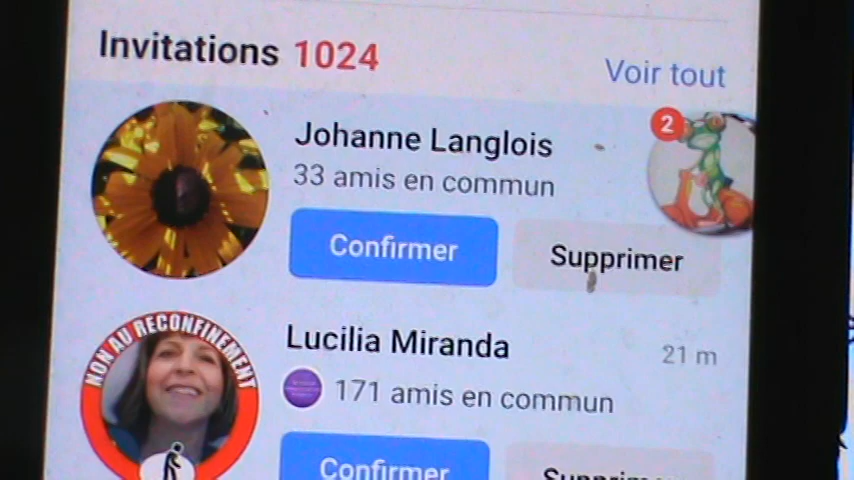 Invitations 1024
Voir tout
Johanne Langlois
2
33 amis en commun
Confirmer
Supprimer
NON AU RECONFINEMENT
Lucilia Miranda
21 m
171 amis en commun
Confirmer
Supprimer